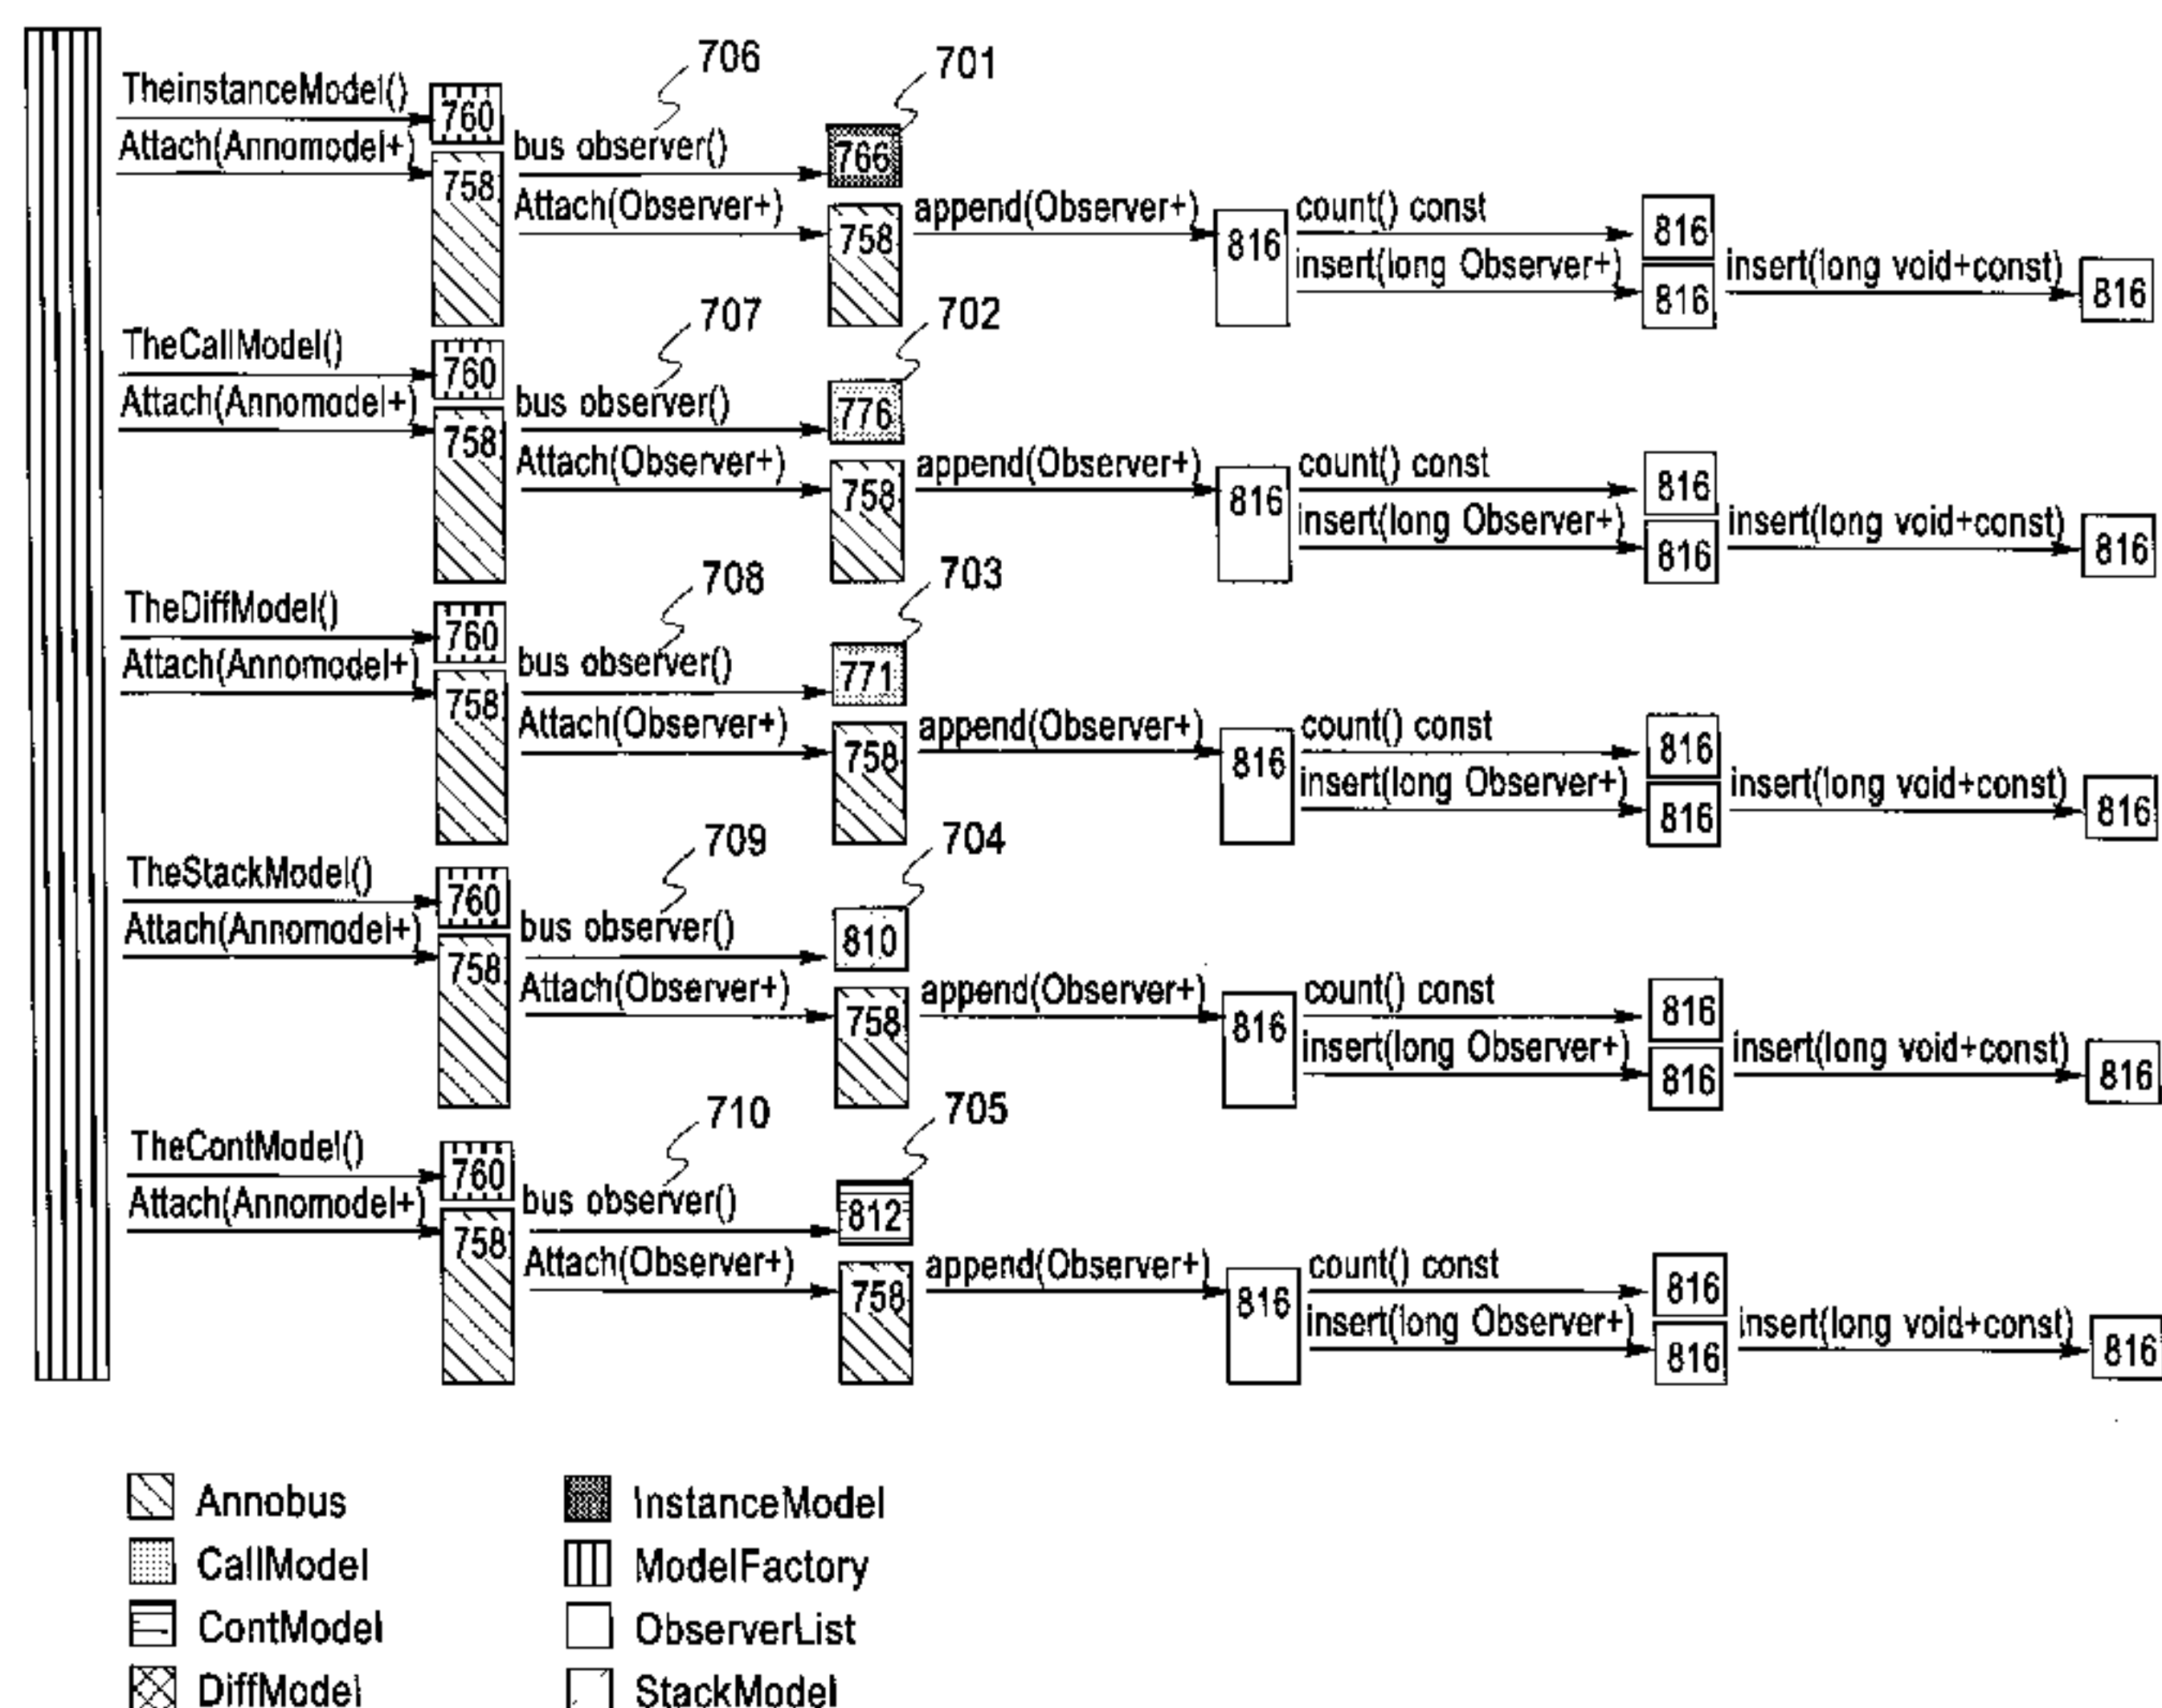 706
701
TheinstanceModel()
760
Attach(Annomodel+)
758
bus observer()
766
Attach(Observer+)
758
append(Observer+)
816
count() const
816
insert(long Observer+)
816
insert(long void+const)
816
707
702
TheCallModel()
760
Attach(Annomodel+)
758
bus observer()
776
Attach(Observer+)
758
append(Observer+)
816
count() const
816
insert(long Observer+)
816
insert(long void+const)
816
708
703
TheDiffModel()
760
Attach(Annomodel+)
758
bus observer()
771
Attach(Observer+)
758
append(Observer+)
816
count() const
816
insert(long Observer+)
816
insert(long void+const)
816
709
704
TheStackModel()
760
Attach(Annomodel+)
758
bus observer()
810
Attach(Observer+)
758
append(Observer+)
816
count() const
816
insert(long Observer+)
816
insert(long void+const)
816
710
705
TheContModel()
760
Attach(Annomodel+)
758
bus observer()
812
Attach(Observer+)
758
append(Observer+)
816
count() const
816
insert(long Observer+)
816
insert(long void+const)
816
Annobus
CallModel
ContModel
DiffModel
InstanceModel
ModelFactory
ObserverList
StackModel